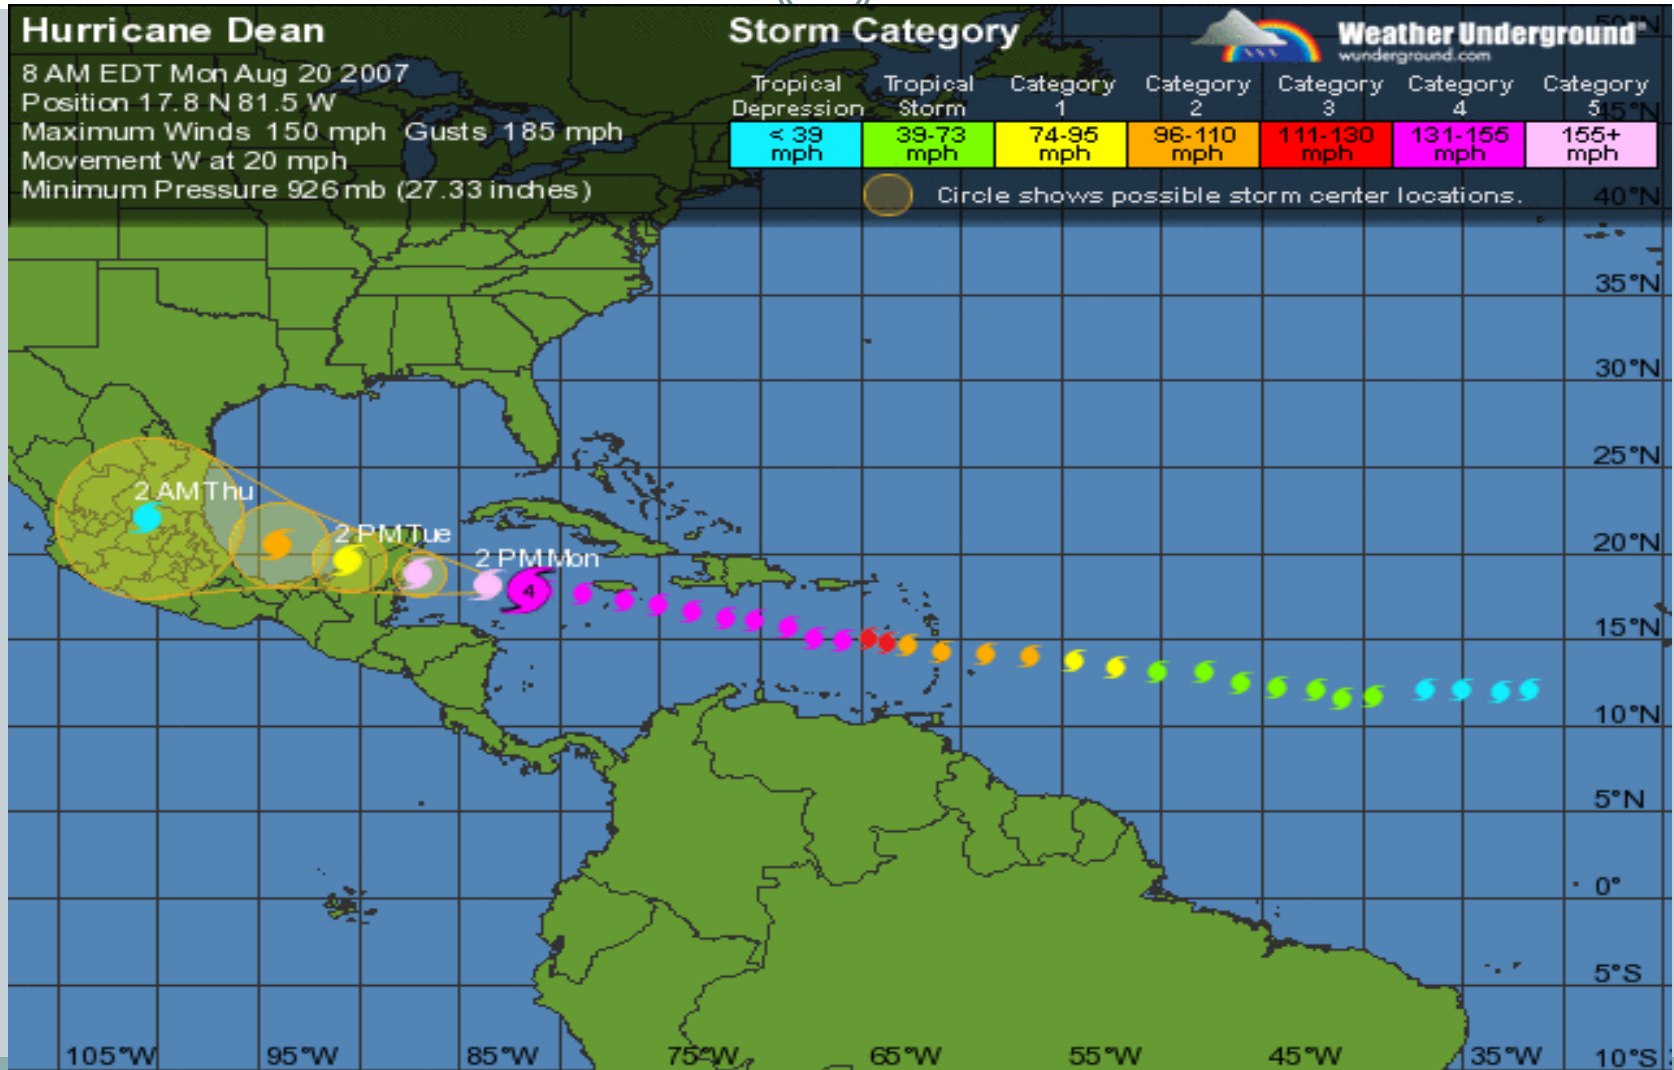 Hurricane Dean
8 AM EDT Mon Aug 20 2007
Position 17.8 N 81.5 W
Maximum Winds 150 mph Gusts 185 mph
Movement W at 20 mph
Minimum Pressure 926 mb (27.33 inches)
Storm Category
Weather Underground®
wunderground.com
Tropical Depression
Tropical Storm
Category 1
Category 2
Category 3
Category 4
Category 5
< 39 mph
39-73 mph
74-95 mph
96-110 mph
111-130 mph
131-155 mph
155+ mph
Circle shows possible storm center locations.
50°N
45°N
40°N
35°N
30°N
25°N
20°N
15°N
10°N
5°N
0°
5°S
10°S
2 AM Thu
2 PM Tue
2 PM Mon
4
105°W 95°W 85°W 75°W 65°W 55°W 45°W 35°W